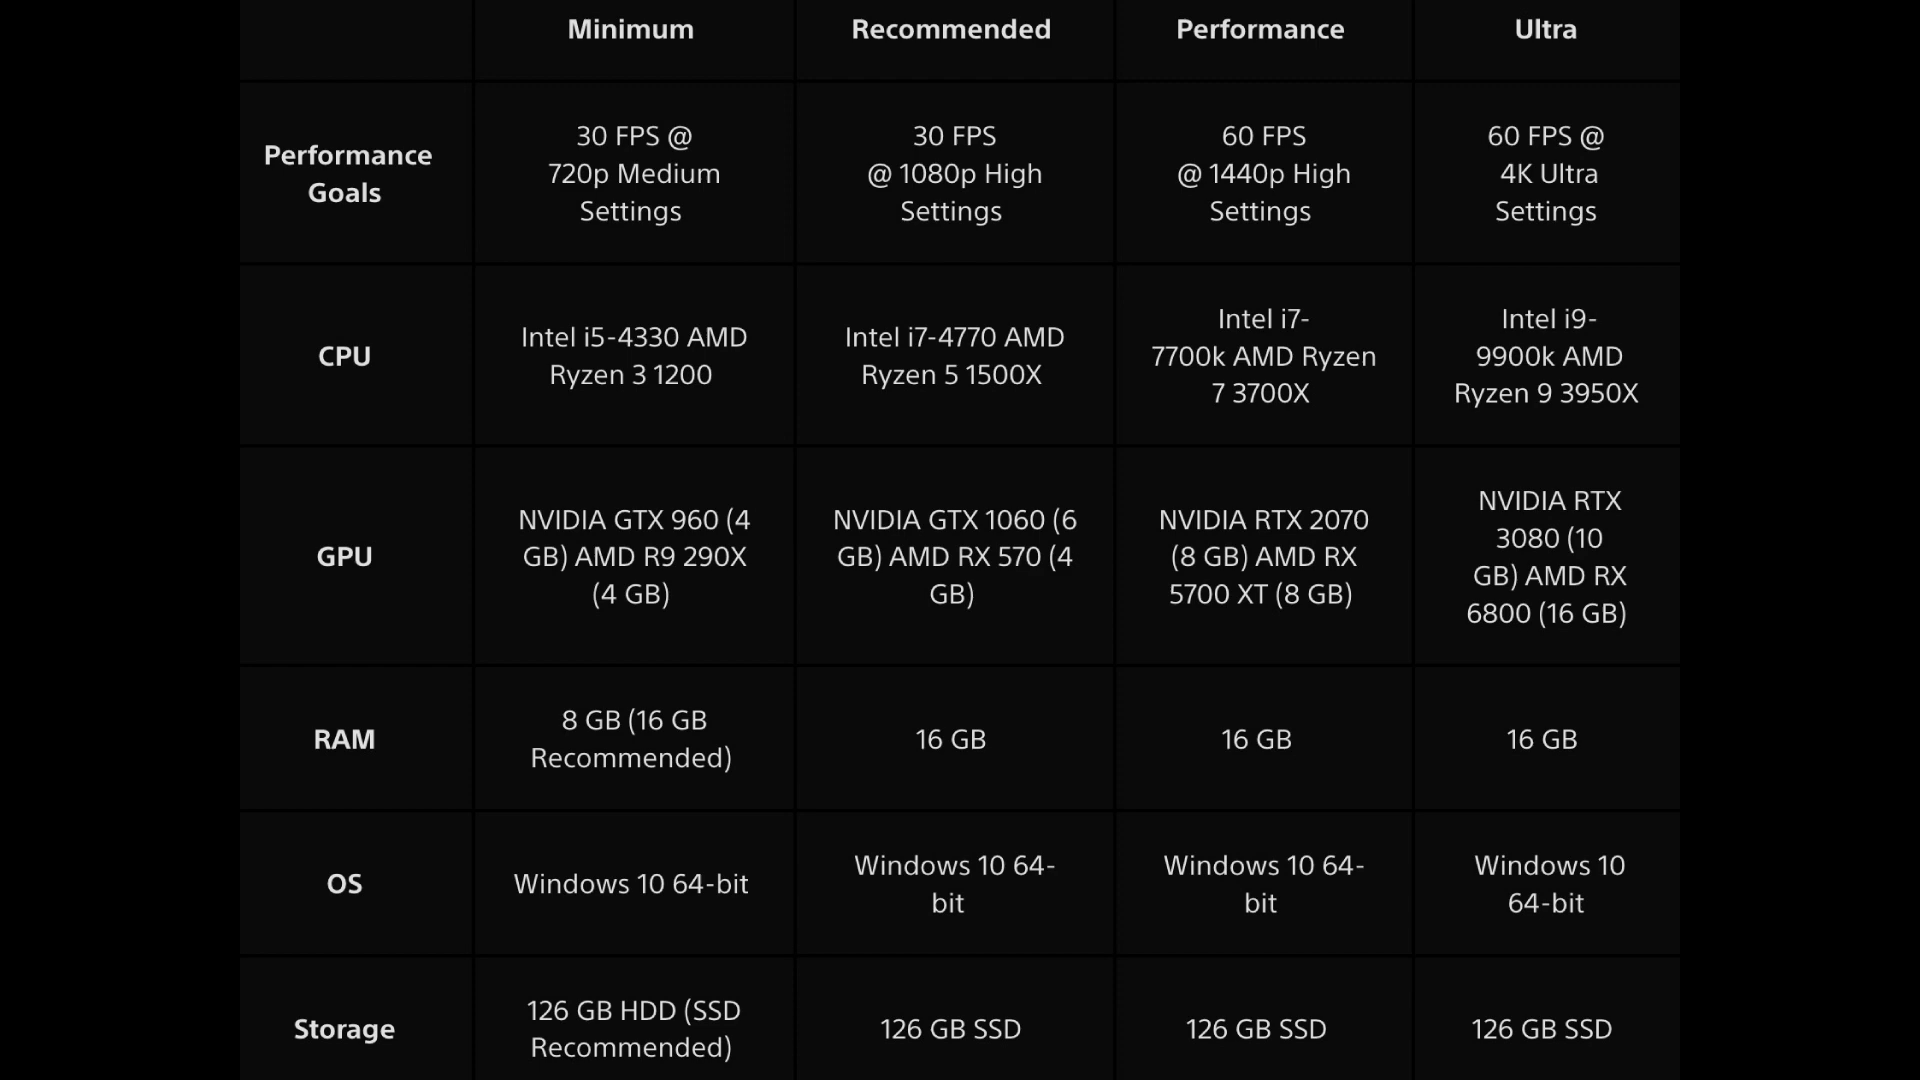 Minimum Recommended Performance Ultra
Performance
Goals
30 FPS @
720p Medium
Settings
30 FPS
@ 1080p High
Settings
60 FPS
@ 1440p High
Settings
60 FPS @
4K Ultra
Settings
CPU
Intel i5-4330 AMD
Ryzen 3 1200
Intel i7-4770 AMD
Ryzen 5 1500X
Intel i7-
7700k AMD Ryzen
7 3700X
Intel i9-
9900k AMD
Ryzen 9 3950X
GPU
NVIDIA GTX 960 (4
GB) AMD R9 290X
(4 GB)
NVIDIA GTX 1060 (6
GB) AMD RX 570 (4
GB)
NVIDIA RTX 2070
(8 GB) AMD RX
5700 XT (8 GB)
NVIDIA RTX
3080 (10
GB) AMD RX
6800 (16 GB)
RAM
8 GB (16 GB
Recommended)
16 GB
16 GB
16 GB
OS
Windows 10 64-bit
Windows 10 64-
bit
Windows 10 64-
bit
Windows 10
64-bit
Storage
126 GB HDD (SSD
Recommended)
126 GB SSD
126 GB SSD
126 GB SSD